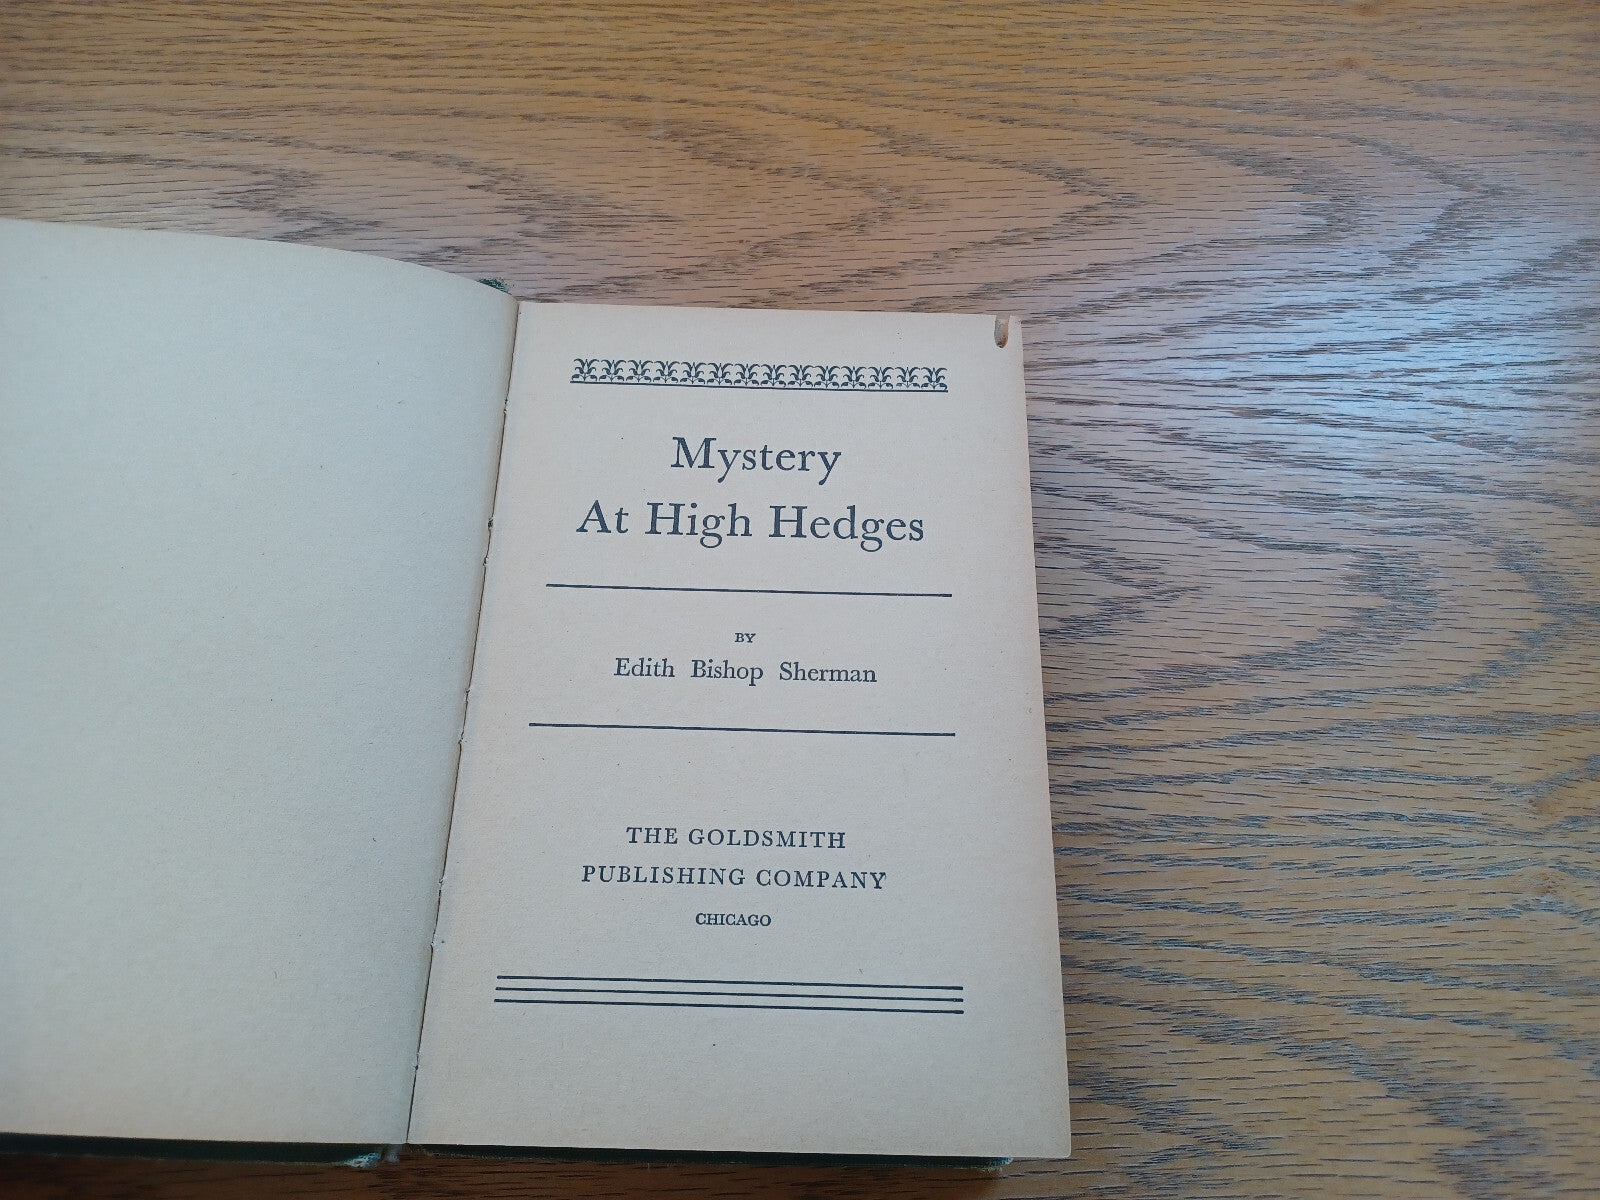 Mystery
At High Hedges
BY
Edith Bishop Sherman
THE GOLDSMITH
PUBLISHING COMPANY
CHICAGO